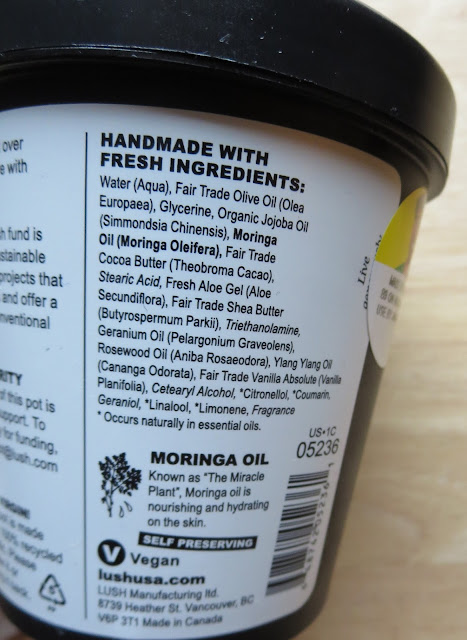 over
e with
h fund is
stainable
projects that
and offer a
nventional
RITY
of this pot is
support. To
for funding,
@lush.com
is made
recycled
Please
HANDMADE WITH
FRESH INGREDIENTS:
Water (Aqua), Fair Trade Olive Oil (Olea
Europaea), Glycerine, Organic Jojoba Oil
(Simmondsia Chinensis), Moringa
Oil (Moringa Oleifera), Fair Trade
Cocoa Butter (Theobroma Cacao),
Stearic Acid, Fresh Aloe Gel (Aloe
Secundiflora), Fair Trade Shea Butter
(Butyrospermum Parkii), Triethanolamine,
Geranium Oil (Pelargonium Graveolens),
Rosewood Oil (Aniba Rosaeodora), Ylang Ylang Oil
(Cananga Odorata), Fair Trade Vanilla Absolute (Vanilla
Planifolia), Cetearyl Alcohol, *Citronellol, *Coumarin,
Geraniol, *Linalool, *Limonene, Fragrance
* Occurs naturally in essential oils.
US+1C
05236
MORINGA OIL
Known as "The Miracle
Plant", Moringa oil is
nourishing and hydrating
on the skin.
SELF PRESERVING
V Vegan
lushusa.com
LUSH Manufacturing ltd.
8739 Heather St. Vancouver, BC
V6P 3T1 Made in Canada
Live